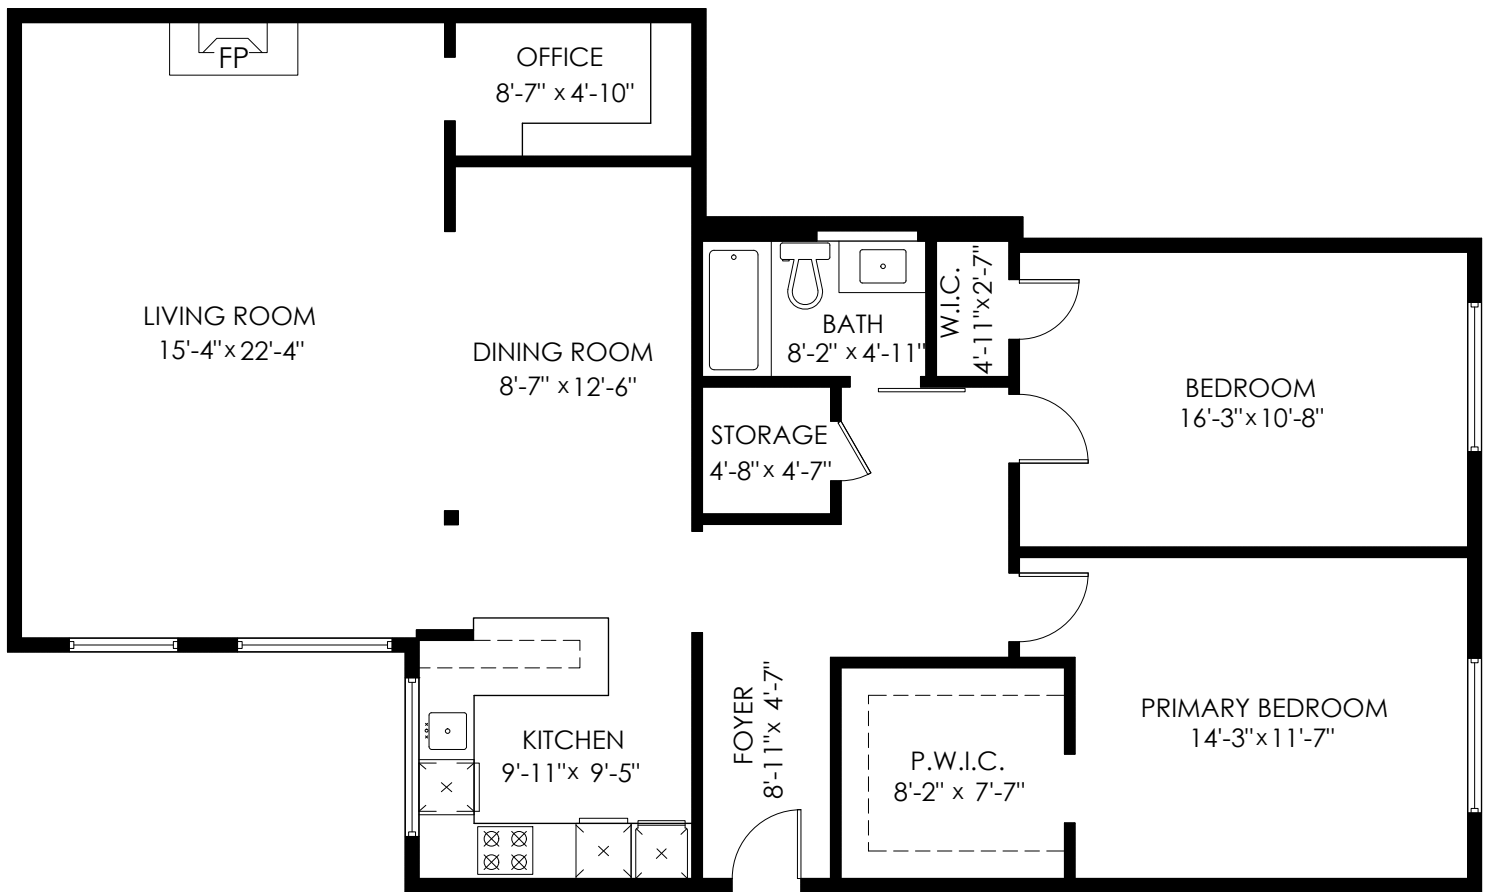 FP
OFFICE
8'-7" x 4'-10"
LIVING ROOM
15'-4" x 22'-4"
DINING ROOM
8'-7" x 12'-6"
BATH
8'-2" x 4'-11"
W.I.C.
4'-11" x 2'-7"
BEDROOM
16'-3" x 10'-8"
STORAGE
4'-8" x 4'-7"
KITCHEN
9'-11" x 9'-5"
FOYER
8'-11" x 4'-7"
P.W.I.C.
8'-2" x 7'-7"
PRIMARY BEDROOM
14'-3" x 11'-7"